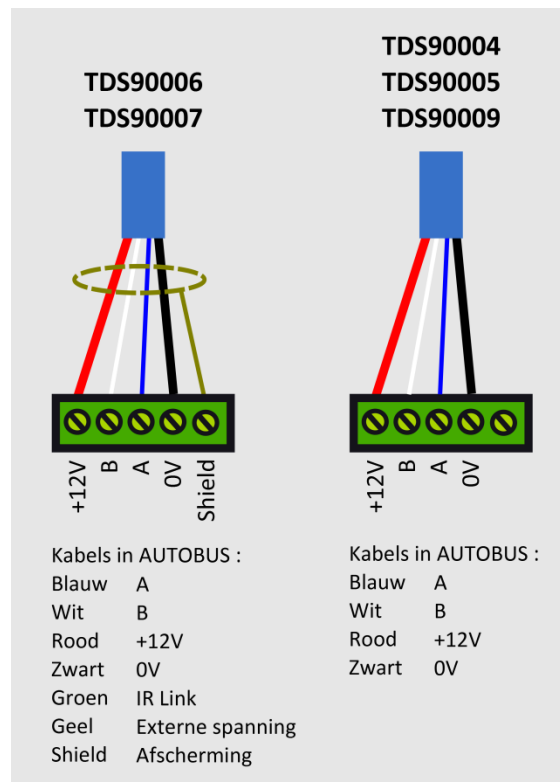 TDS90006
TDS90007
+12V
B
A
0V
Shield
Kabels in AUTOBUS :
Blauw A
Wit B
Rood +12V
Zwart 0V
Groen IR Link
Geel Externe spanning
Shield Afscherming
TDS90004
TDS90005
TDS90009
+12V
B
A
0V
Kabels in AUTOBUS :
Blauw A
Wit B
Rood +12V
Zwart 0V